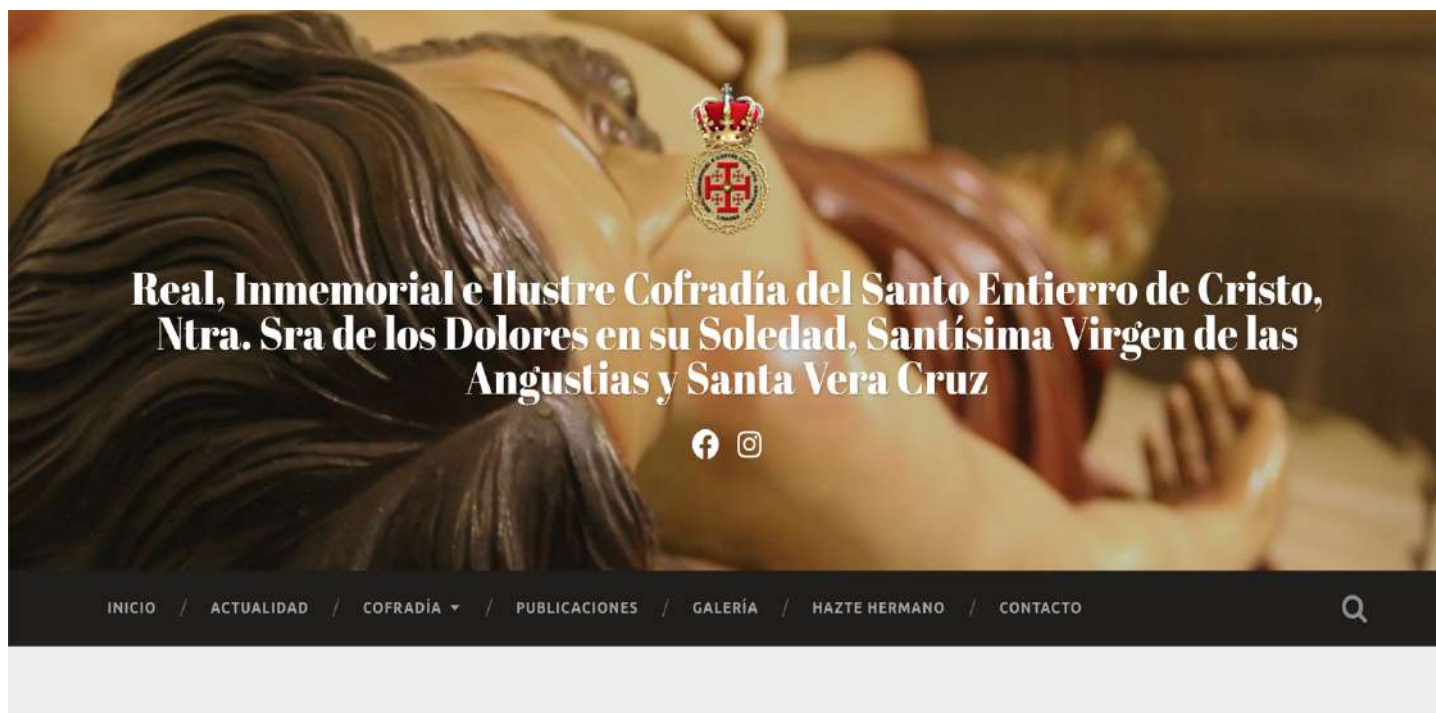 Real, Inmemorial e Ilustre Cofradía del Santo Entierro de Cristo,
Ntra. Sra de los Dolores en su Soledad, Santísima Virgen de las
Angustias y Santa Vera Cruz
INICIO / ACTUALIDAD / COFRADÍA / PUBLICACIONES / GALERÍA / HAZTE HERMANO / CONTACTO